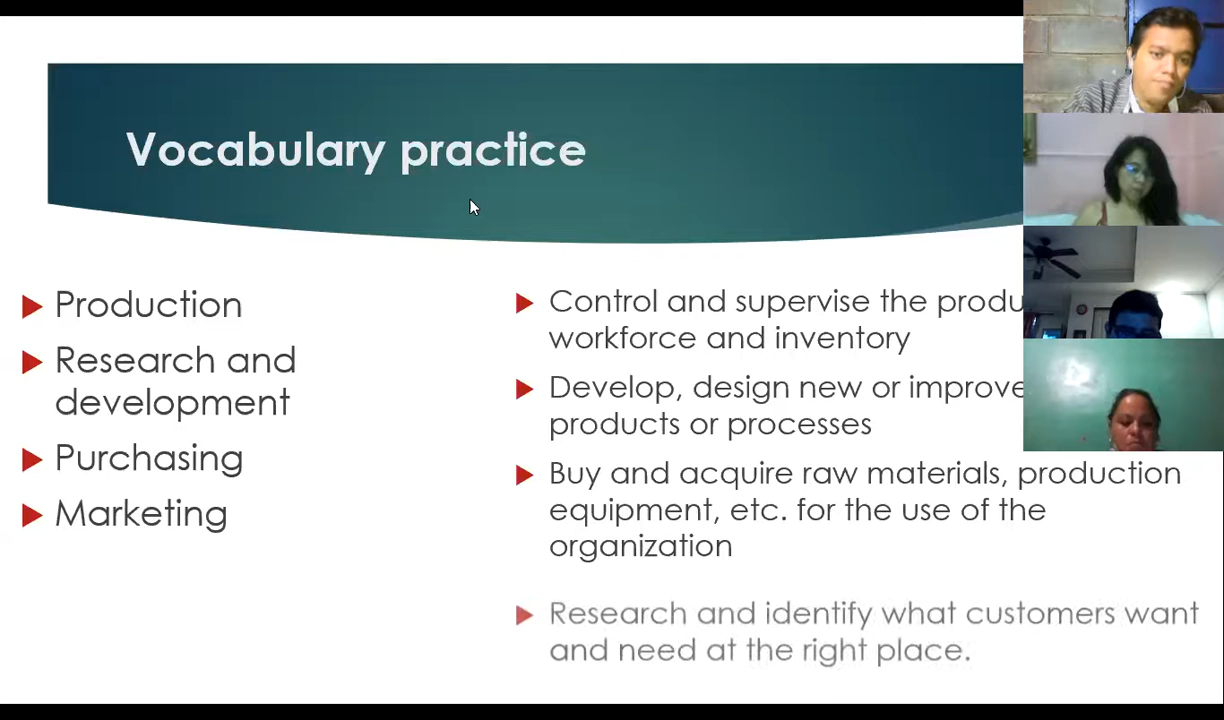 Vocabulary practice
Production
Research and
development
Purchasing
Marketing
Control and supervise the
workforce and inventory
Develop, design new or improve
products or processes
Buy and acquire raw materials, production
equipment, etc. for the use of the
organization
Research and identify what customers want
and need at the right place.